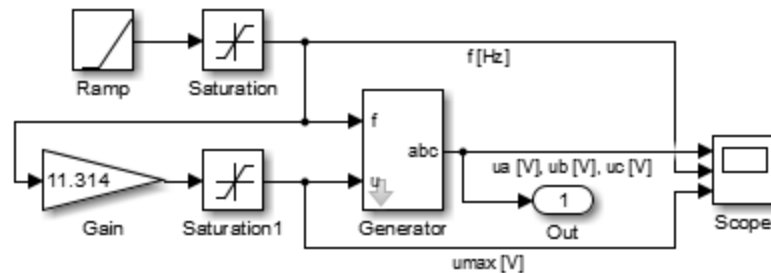 Ramp
Saturation
f [Hz]
f
abc
u
11.314
Gain
Saturation1
Generator
ua [V], ub [V], uc [V]
1
Out
Scope
umax [V]